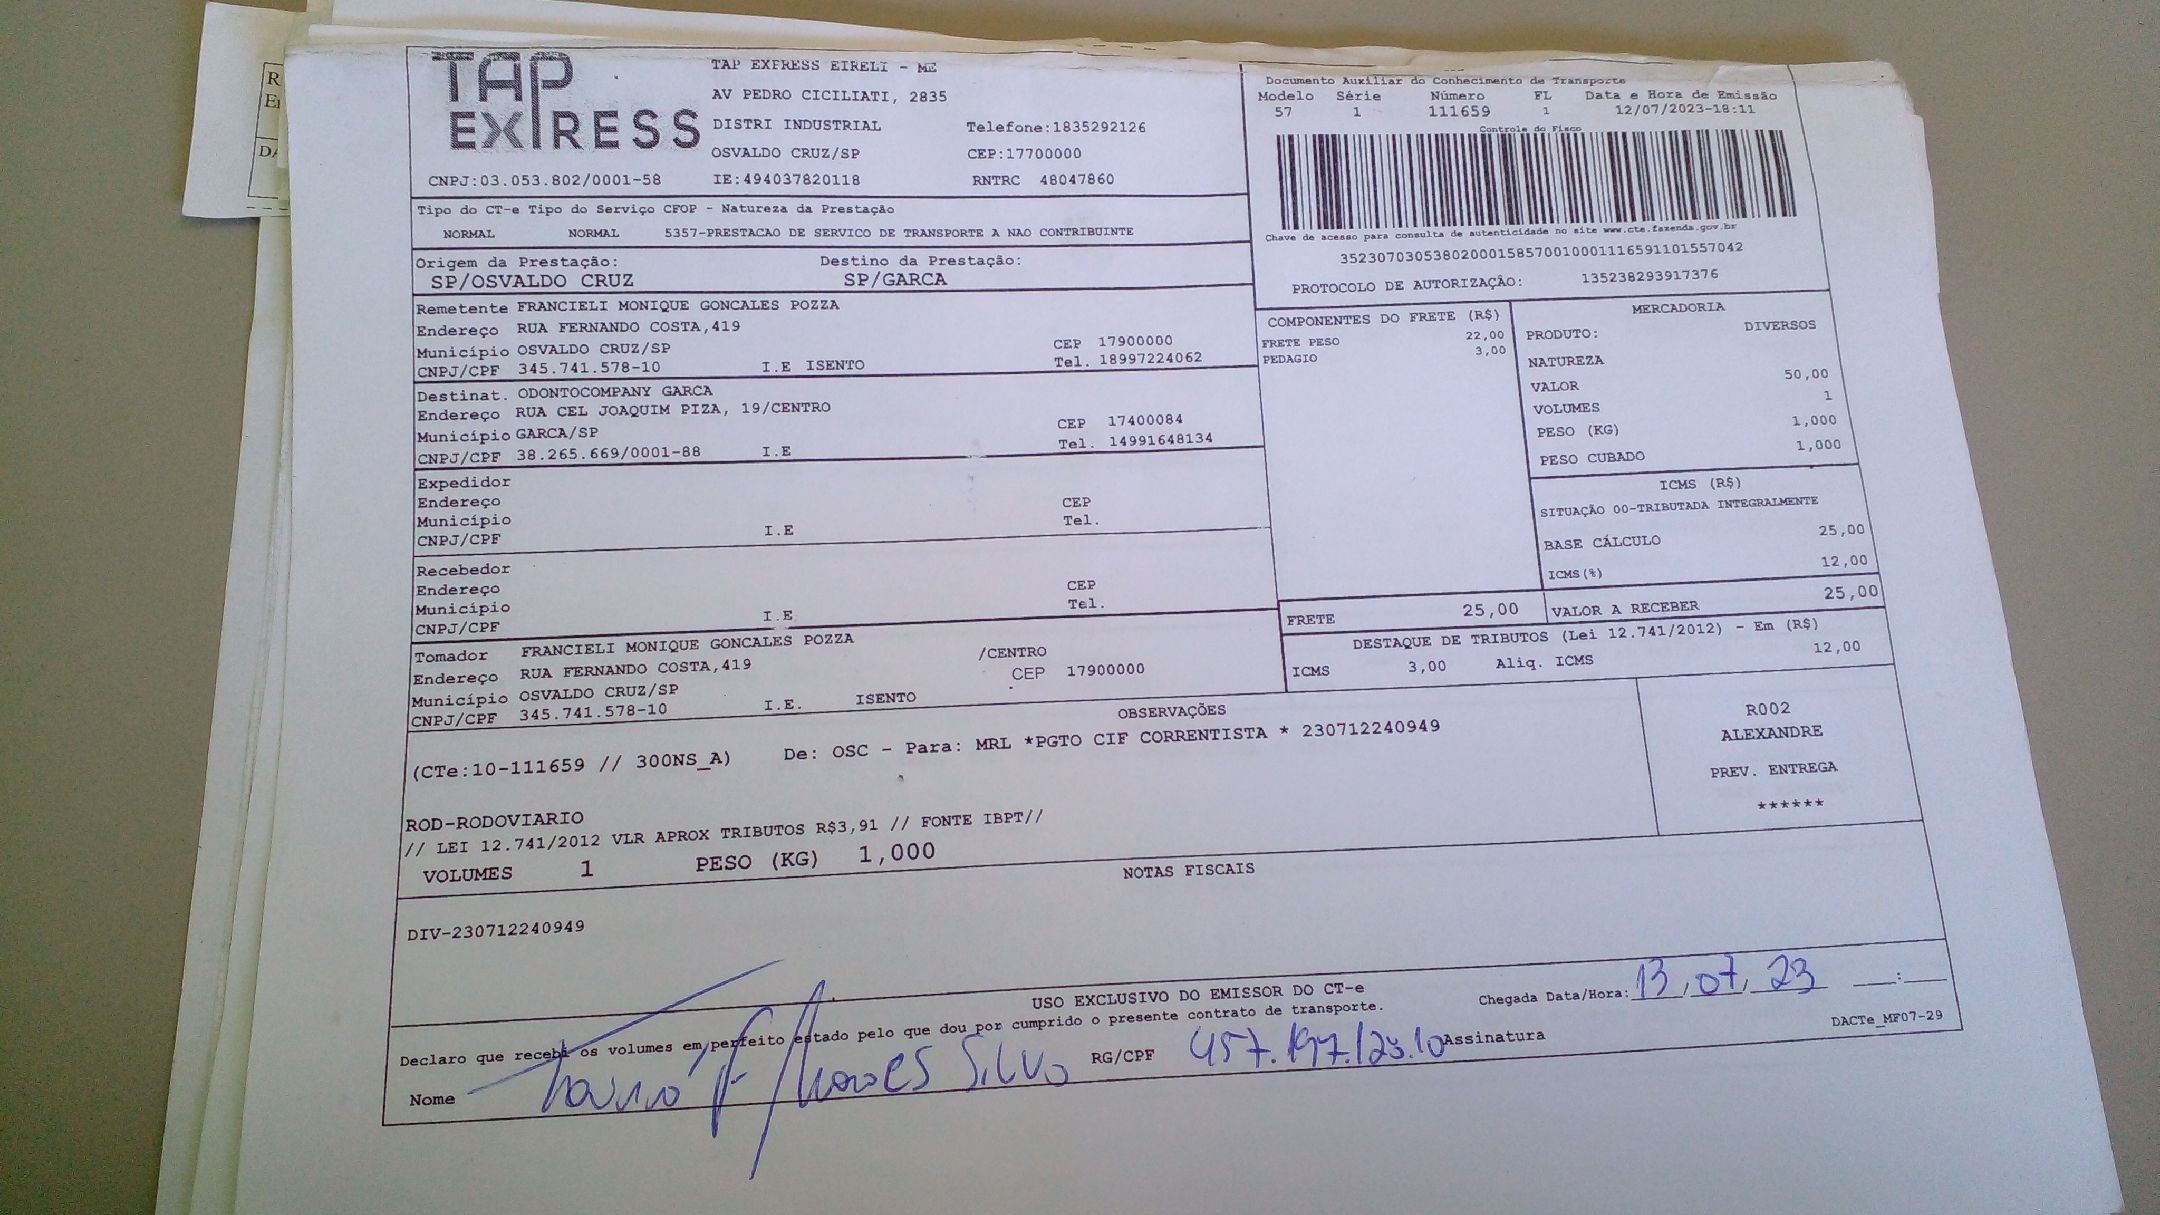 TAP
EXPRESS
TAP EXPRESS EIRELI - ME
AV PEDRO CICILIATI, 2835
DISTRI INDUSTRIAL Telefone:1835292126
OSVALDO CRUZ/SP CEP:17700000
CNPJ:03.053.802/0001-58 IE:494037820118 RNTRC 48047860
Documento Auxiliar do Conhecimento de Transporte
Modelo Série Número FL Data e Hora de Emissão
57 1 111659 1 12/07/2023-18:11
Controle do Fisco
Chave de acesso para consulta de autenticidade no site www.cte.fazenda.gov.br
35230703053802000158570010001116591101557042
PROTOCOLO DE AUTORIZAÇÃO: 135238293917376
Tipo do CT-e Tipo do Serviço CFOP - Natureza da Prestação
NORMAL NORMAL 5357-PRESTACAO DE SERVICO DE TRANSPORTE A NAO CONTRIBUINTE
Origem da Prestação: Destino da Prestação:
SP/OSVALDO CRUZ SP/GARCA
Remetente FRANCIELI MONIQUE GONCALES POZZA
Endereço RUA FERNANDO COSTA,419
Município OSVALDO CRUZ/SP CEP 17900000
CNPJ/CPF 345.741.578-10 I.E ISENTO Tel. 18997224062
Destinat. ODONTOCOMPANY GARCA
Endereço RUA CEL JOAQUIM PIZA, 19/CENTRO
Município GARCA/SP CEP 17400084
CNPJ/CPF 38.265.669/0001-88 I.E Tel. 14991648134
Expedidor
Endereço CEP
Município Tel.
CNPJ/CPF I.E
Recebedor
Endereço CEP
Município Tel.
CNPJ/CPF I.E
Tomador FRANCIELI MONIQUE GONCALES POZZA
Endereço RUA FERNANDO COSTA,419 /CENTRO
Município OSVALDO CRUZ/SP CEP 17900000
CNPJ/CPF 345.741.578-10 I.E. ISENTO
COMPONENTES DO FRETE (R$)
FRETE PESO 22,00
PEDAGIO 3,00
MERCADORIA
PRODUTO: DIVERSOS
NATUREZA
VALOR 50,00
VOLUMES 1
PESO (KG) 1,000
PESO CUBADO 1,000
ICMS (R$)
SITUAÇÃO 00-TRIBUTADA INTEGRALMENTE
BASE CÁLCULO 25,00
ICMS(%) 12,00
FRETE 25,00 VALOR A RECEBER 25,00
DESTAQUE DE TRIBUTOS (Lei 12.741/2012) - Em (R$)
ICMS 3,00 Aliq. ICMS 12,00
OBSERVAÇÕES
(CTe:10-111659 // 300NS_A) De: OSC - Para: MRL *PGTO CIF CORRENTISTA * 230712240949
ROD-RODOVIARIO
// LEI 12.741/2012 VLR APROX TRIBUTOS R$3,91 // FONTE IBPT//
VOLUMES 1 PESO (KG) 1,000
R002
ALEXANDRE
PREV. ENTREGA
******
NOTAS FISCAIS
DIV-230712240949
USO EXCLUSIVO DO EMISSOR DO CT-e
Declaro que recebi os volumes em perfeito estado pelo que dou por cumprido o presente contrato de transporte.
Chegada Data/Hora: 13,07,23 __:__
Nome Silvo RG/CPF Assinatura
DACTe_MF07-29